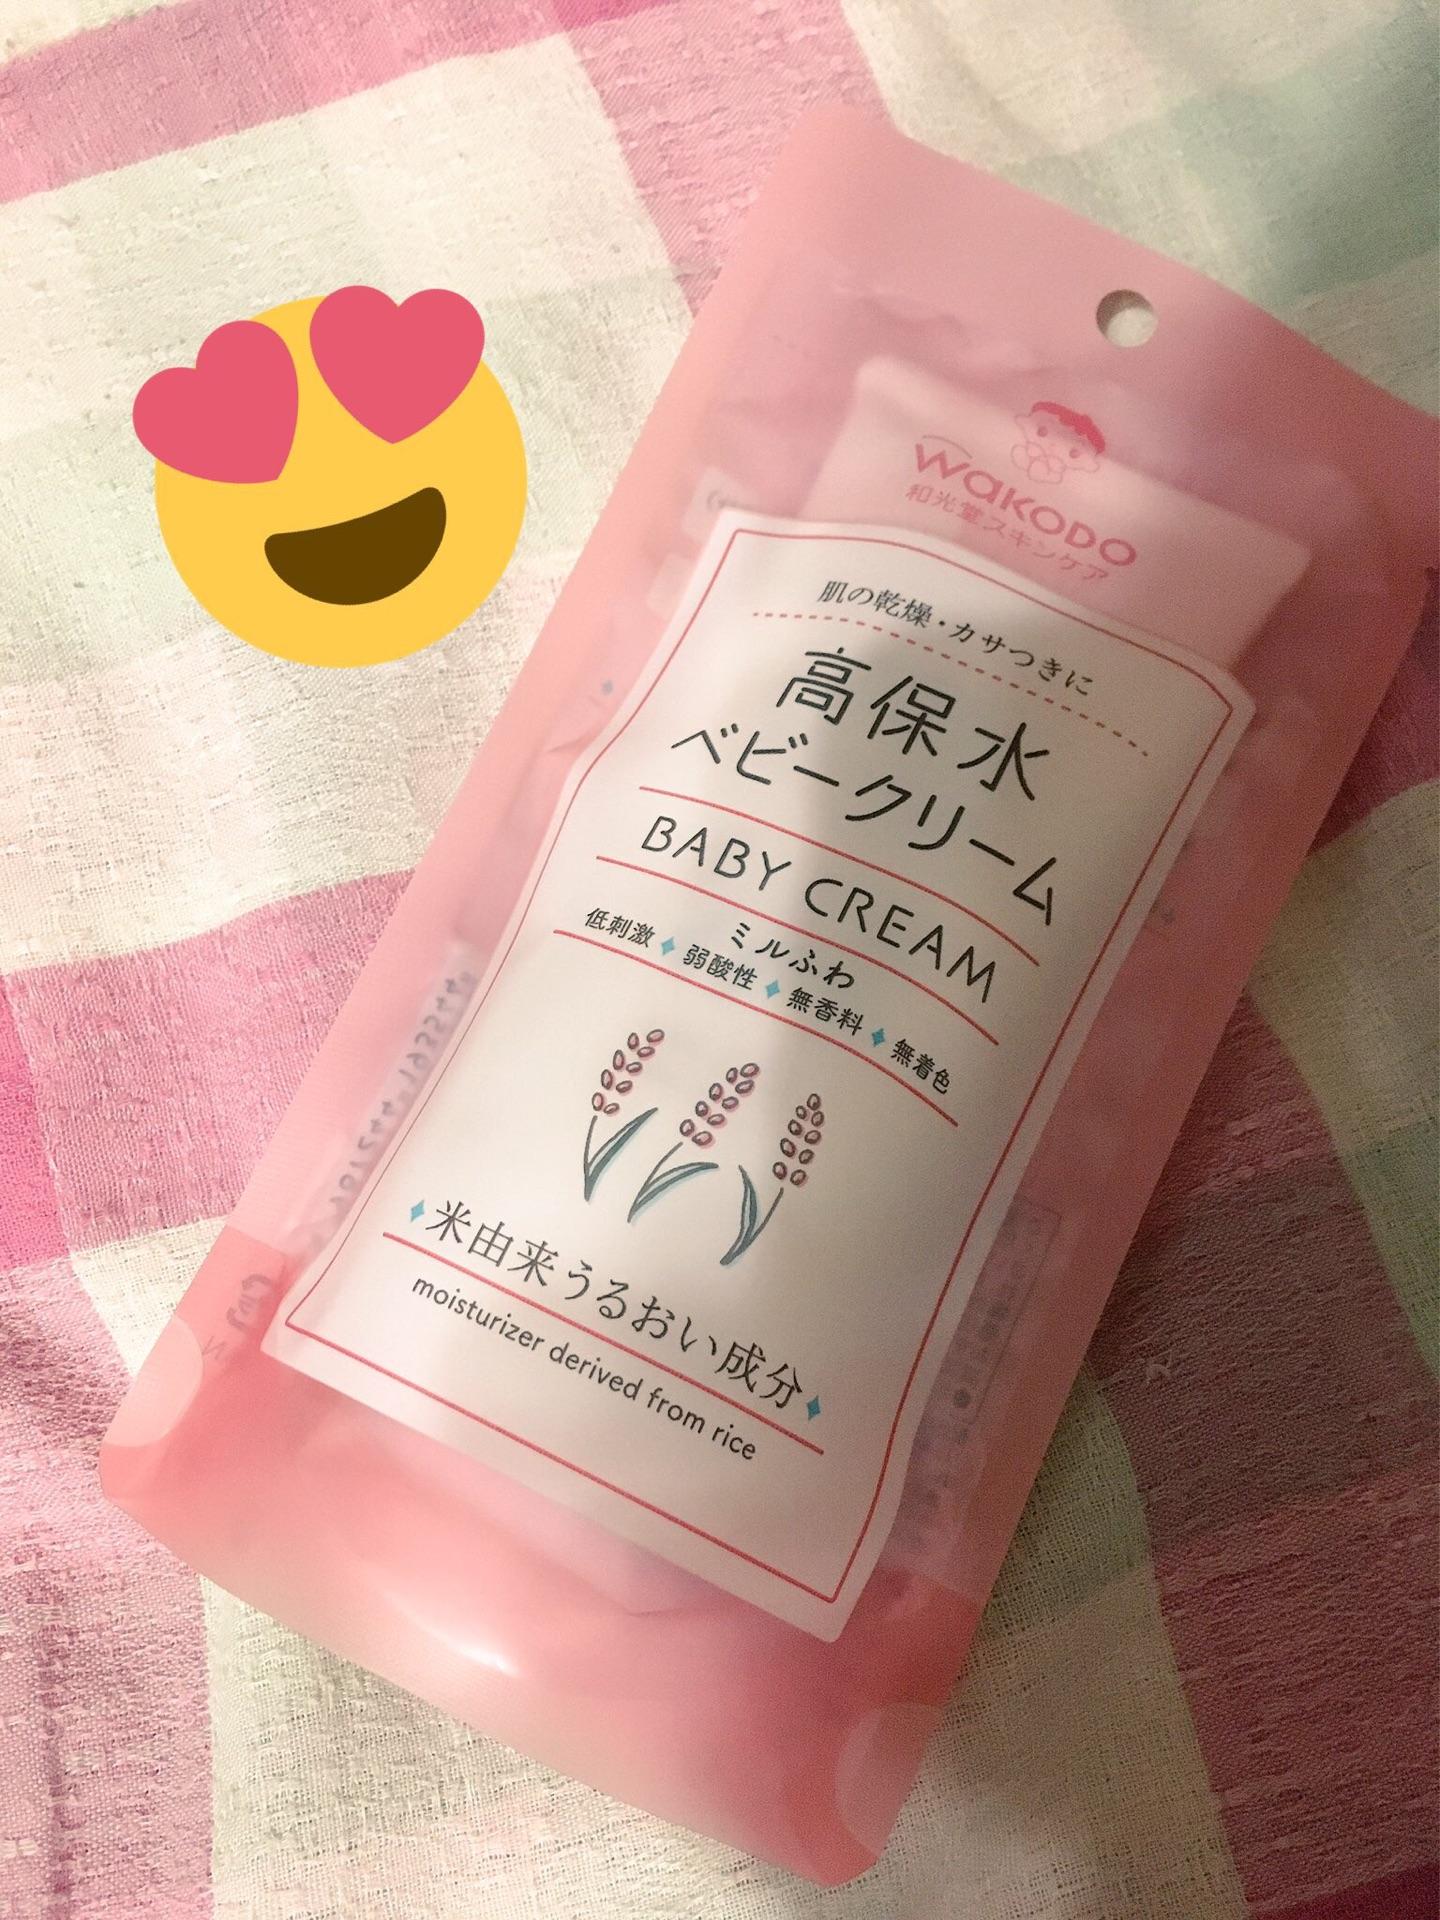 wakodo
和光堂スキンケア
肌の乾燥・カサつきに
高保水
ベビークリーム
BABY CREAM
ミルふわ
低刺激 弱酸性 無香料 無着色
米由来うるおい成分
moisturizer derived from rice